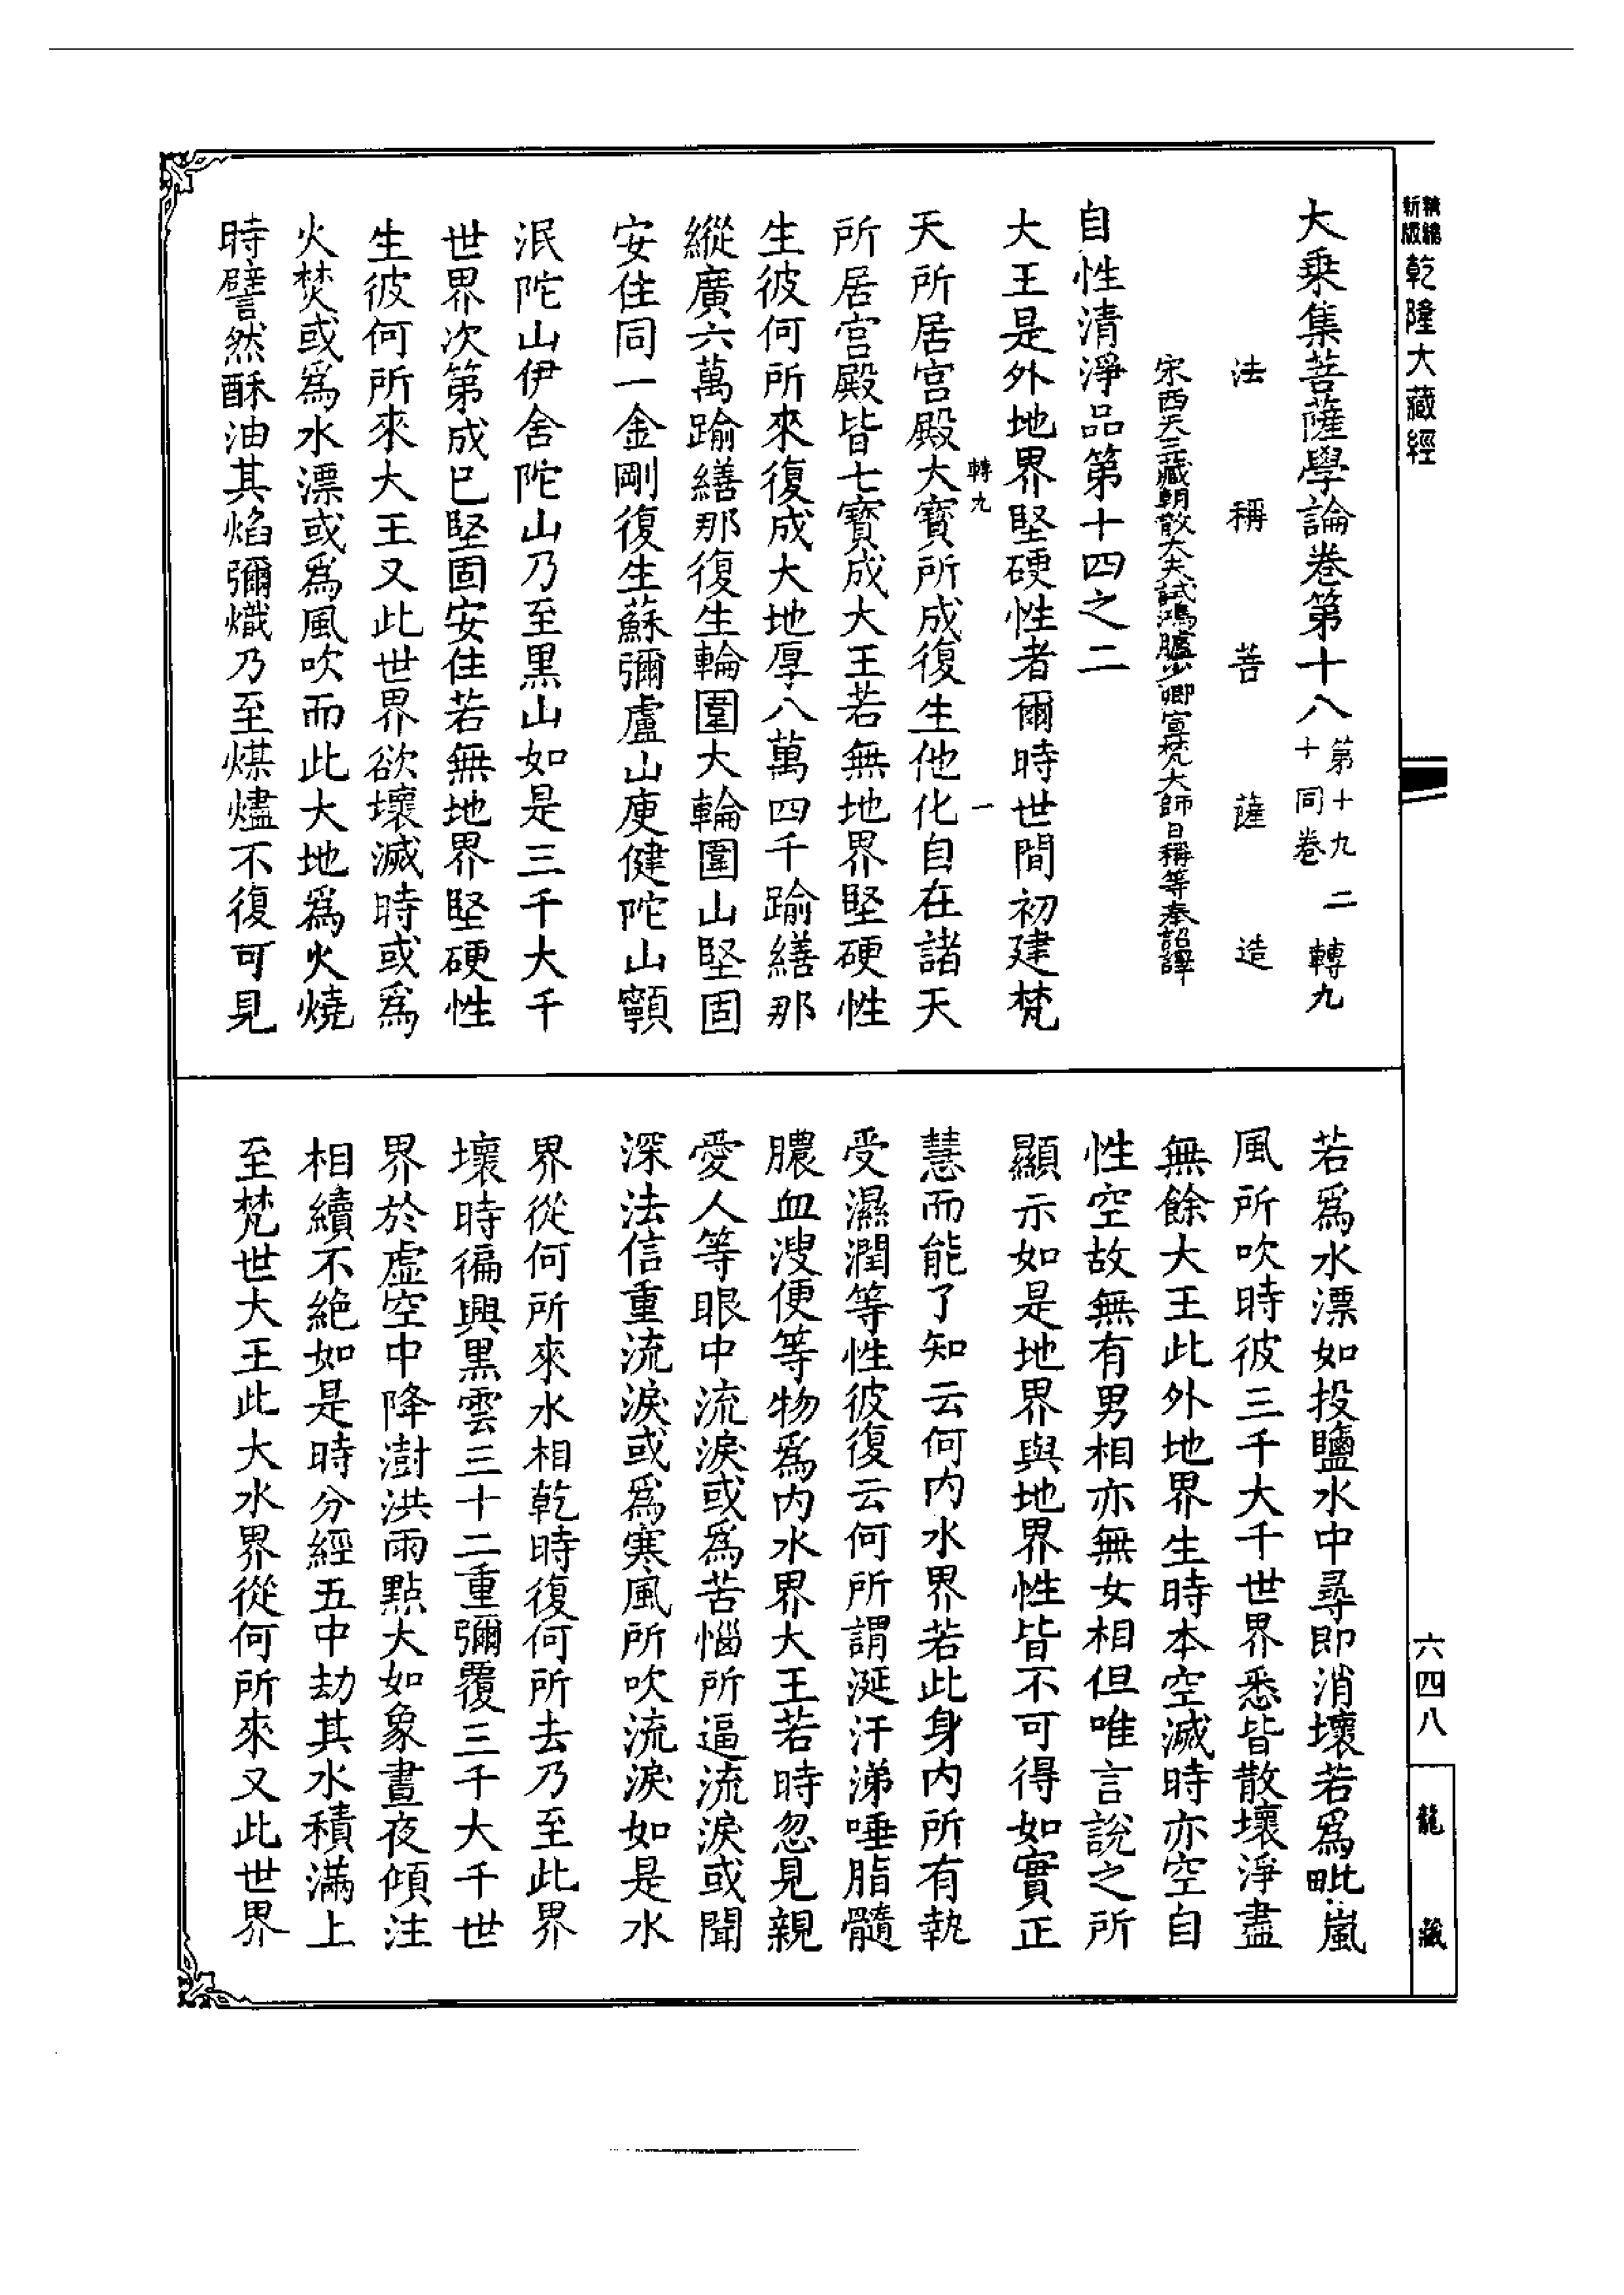 精縮
新版
乾隆大藏經
大乘集菩薩學論卷第十八
第十九
十同卷
二 轉九
法稱菩薩造
宋西天三藏朝散大夫試鴻臚少卿宣梵大師日稱等奉詔譯
自性清淨品第十四之二
大王是外地界堅硬性者爾時世間初建梵
轉九 一
天所居宮殿大寶所成復生他化自在諸天
所居宮殿皆七寶成大王若無地界堅硬性
生彼何所來復成大地厚八萬四千踰繕那
縱廣六萬踰繕那復生輪圍大輪圍山堅固
安住同一金剛復生蘇彌盧山庾健陀山𩕳
泯陀山伊舍陀山乃至黑山如是三千大千
世界次第成已堅固安住若無地界堅硬性
生彼何所來大王又此世界欲壞滅時或爲
火焚或爲水漂或爲風吹而此大地爲火燒
時譬然酥油其焰彌熾乃至煤燼不復可見
若爲水漂如投鹽水中尋即消壞若爲毗嵐
風所吹時彼三千大千世界悉皆散壞淨盡
無餘大王此外地界生時本空滅時亦空自
性空故無有男相亦無女相但唯言說之所
顯示如是地界與地界性皆不可得如實正
慧而能了知云何内水界若此身内所有執
受濕潤等性彼復云何所謂涎汗涕唾脂髓
膿血溲便等物爲内水界大王若時忽見親
愛人等眼中流淚或爲苦惱所逼流淚或聞
深法信重流淚或爲寒風所吹流淚如是水
界從何所來水相乾時復何所去乃至此界
壞時徧興黑雲三十二重彌覆三千大千世
界於虛空中降澍洪雨點大如象晝夜傾注
相續不絕如是時分經五中劫其水積滿上
至梵世大王此大水界從何所來又此世界
六四八
龍藏